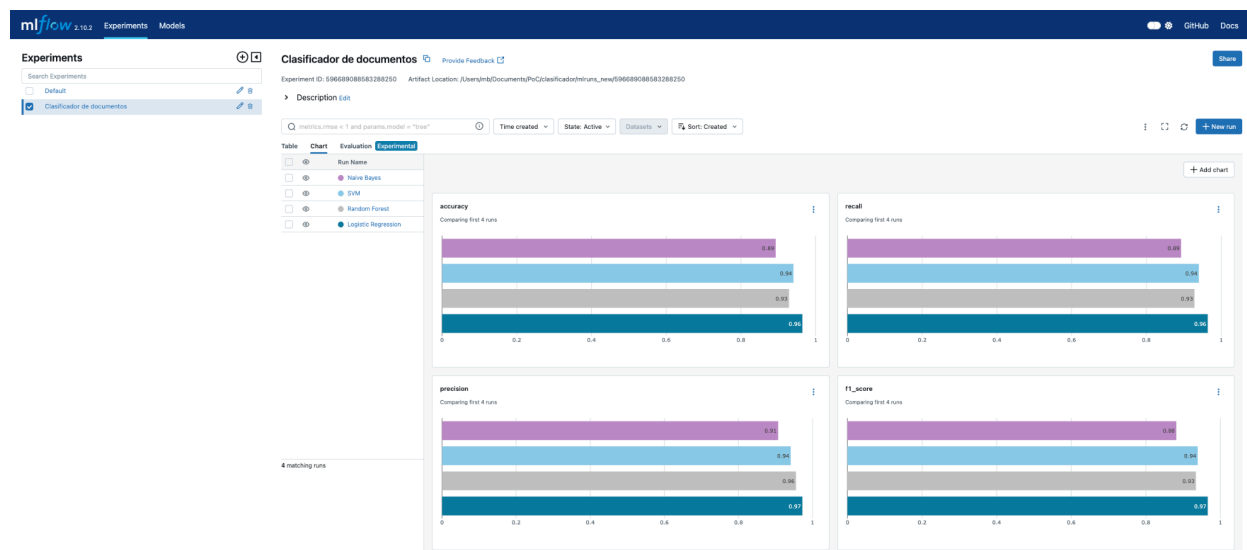 mlflow 2.10.2 Experiments Models GitHub Docs
Experiments
Search Experiments
Default
Clasificador de documentos
Clasificador de documentos Provide Feedback Share
Experiment ID: 596689088583288250 Artifact Location: /Users/mb/Documents/PoC/clasificador/mlruns_new/596689088583288250
Description Edit
metrics.rmse < 1 and params.model = "tree" Time created State: Active Datasets Sort: Created New run
Table Chart Evaluation Experimental
Run Name
Naive Bayes
SVM
Random Forest
Logistic Regression
4 matching runs
Add chart
accuracy
Comparing first 4 runs
0.89
0.94
0.93
0.96
0 0.2 0.4 0.6 0.8 1
recall
Comparing first 4 runs
0.89
0.94
0.93
0.96
0 0.2 0.4 0.6 0.8 1
precision
Comparing first 4 runs
0.91
0.94
0.96
0.97
0 0.2 0.4 0.6 0.8 1
f1_score
Comparing first 4 runs
0.88
0.94
0.93
0.97
0 0.2 0.4 0.6 0.8 1